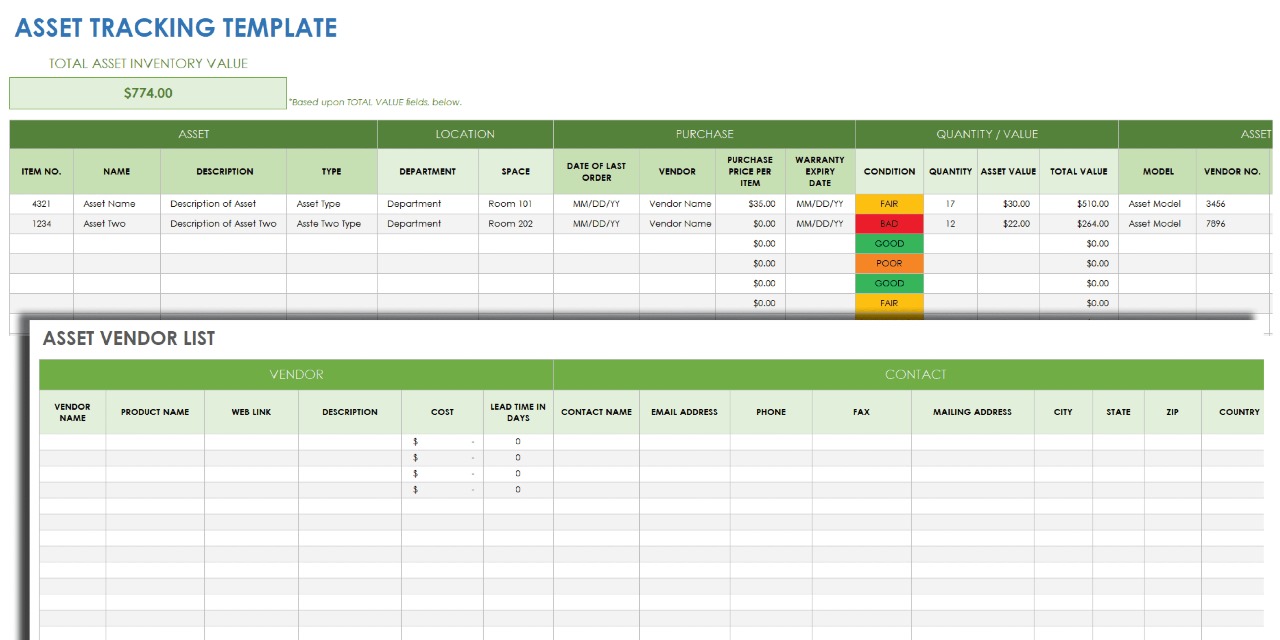 ASSET TRACKING TEMPLATE
TOTAL ASSET INVENTORY VALUE
$774.00
*Based upon TOTAL VALUE fields, below.
ASSET LOCATION PURCHASE QUANTITY / VALUE ASSET
ITEM NO. NAME DESCRIPTION TYPE DEPARTMENT SPACE DATE OF LAST ORDER VENDOR PURCHASE PRICE PER ITEM WARRANTY EXPIRY DATE CONDITION QUANTITY ASSET VALUE TOTAL VALUE MODEL VENDOR NO.
4321 Asset Name Description of Asset Asset Type Department Room 101 MM/DD/YY Vendor Name $35.00 MM/DD/YY FAIR 17 $30.00 $510.00 Asset Model 3456
1234 Asset Two Description of Asset Two Asste Two Type Department Room 202 MM/DD/YY Vendor Name $0.00 MM/DD/YY BAD 12 $22.00 $264.00 Asset Model 7896
$0.00 GOOD $0.00
$0.00 POOR $0.00
$0.00 GOOD $0.00
$0.00 FAIR $0.00
ASSET VENDOR LIST
VENDOR CONTACT
VENDOR NAME PRODUCT NAME WEB LINK DESCRIPTION COST LEAD TIME IN DAYS CONTACT NAME EMAIL ADDRESS PHONE FAX MAILING ADDRESS CITY STATE ZIP COUNTRY
$ - 0
$ - 0
$ - 0
$ - 0